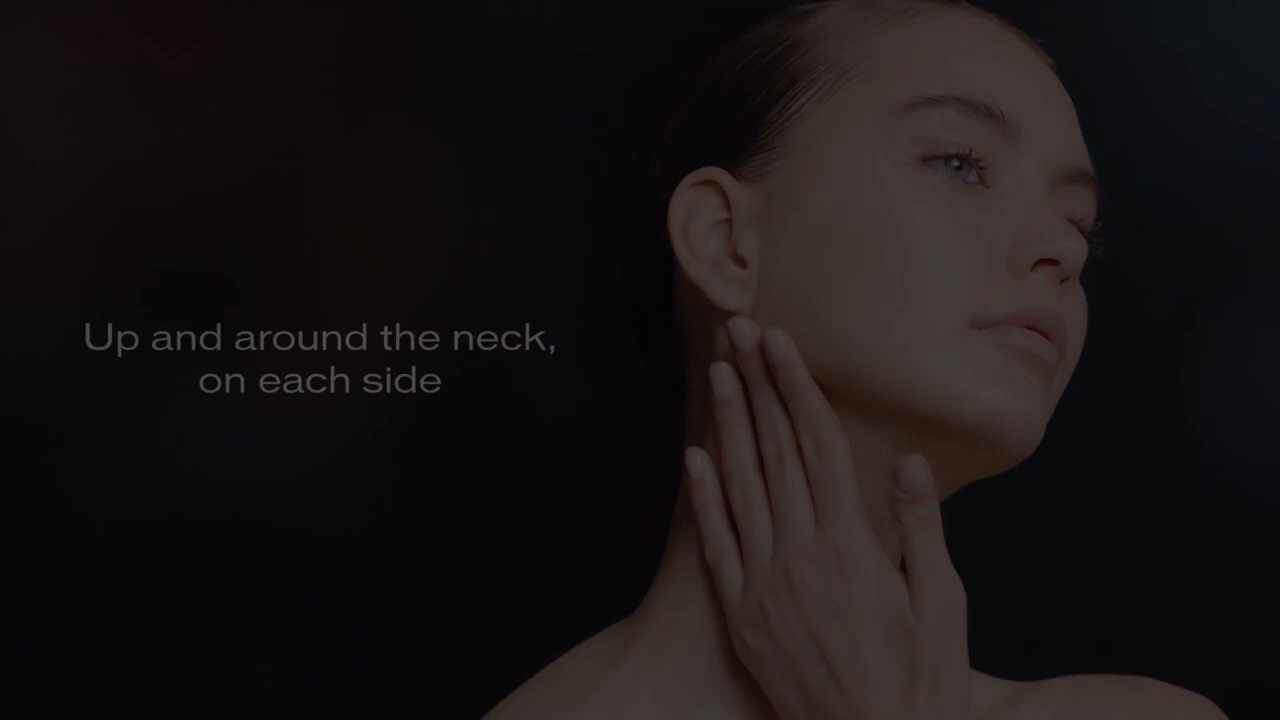 Up and around the neck,
on each side